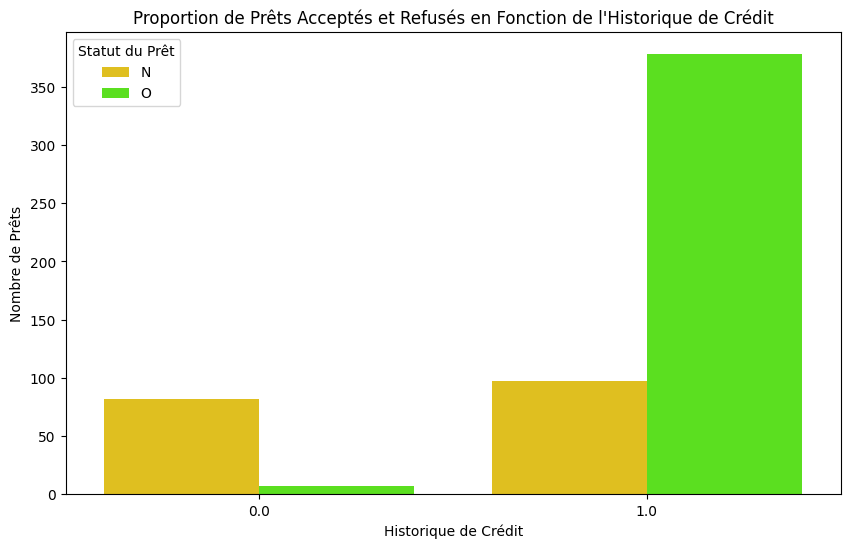 Proportion de Prêts Acceptés et Refusés en Fonction de l'Historique de Crédit
Statut du Prêt
N
O
350
300
250
200
150
100
50
0
Nombre de Prêts
0.0
1.0
Historique de Crédit